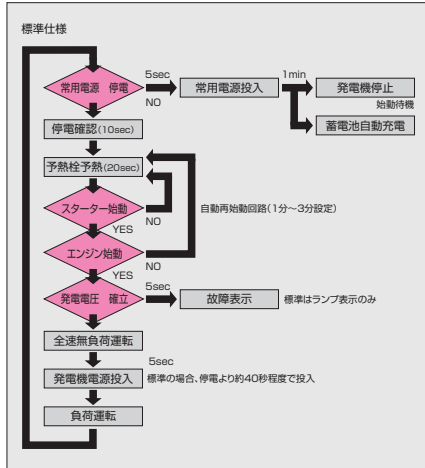 標準仕様
常用電源 停電
5sec
NO
常用電源投入
1min
発電機停止
始動待機
蓄電池自動充電
停電確認(10sec)
予熱栓予熱(20sec)
スターター始動
NO
YES
自動再始動回路(1分～3分設定)
エンジン始動
NO
YES
発電電圧 確立
5sec
故障表示
標準はランプ表示のみ
全速無負荷運転
5sec
発電機電源投入
標準の場合、停電より約40秒程度で投入
負荷運転